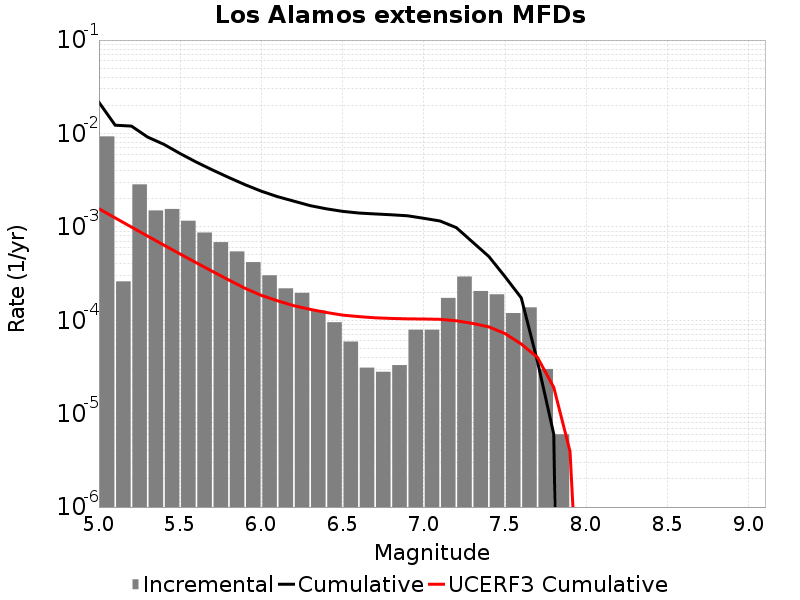 Los Alamos extension MFDs
10-1
10-2
10-3
10-4
10-5
10-6
Rate (1/yr)
5.0 5.5 6.0 6.5 7.0 7.5 8.0 8.5 9.0
Magnitude
Incremental Cumulative UCERF3 Cumulative